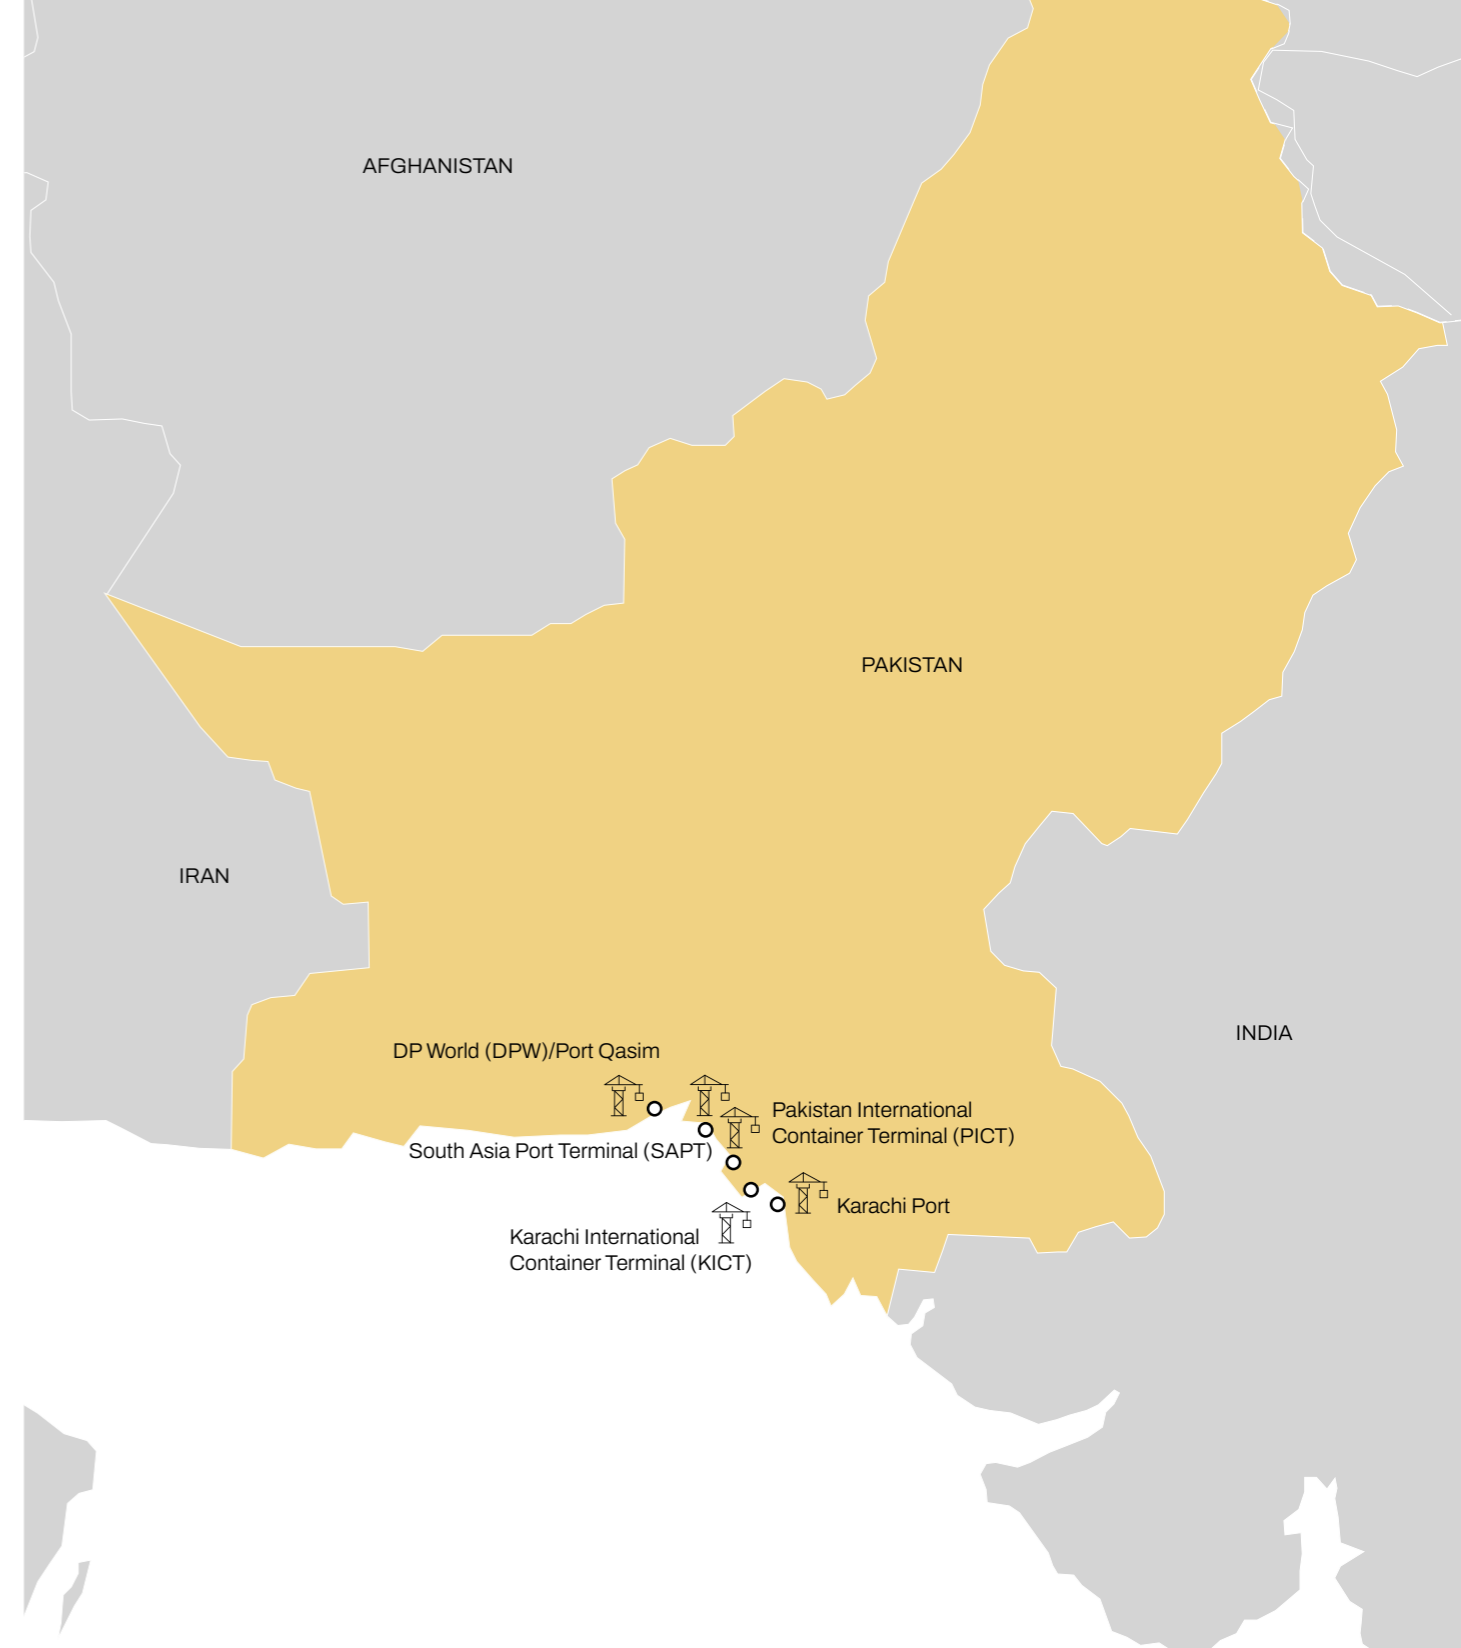 AFGHANISTAN
PAKISTAN
IRAN
INDIA
DP World (DPW)/Port Qasim
Pakistan International
Container Terminal (PICT)
South Asia Port Terminal (SAPT)
Karachi Port
Karachi International
Container Terminal (KICT)